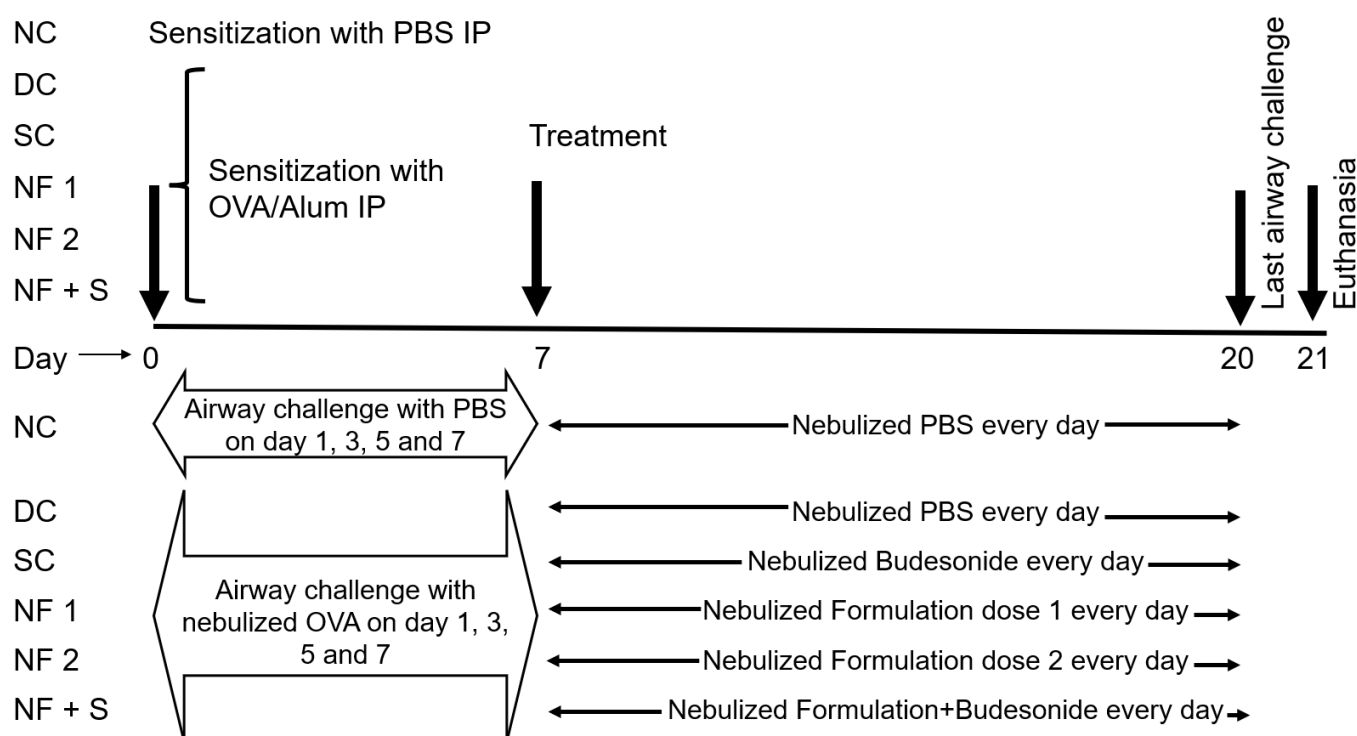 NC Sensitization with PBS IP
DC
SC
NF 1
NF 2
NF + S
Sensitization with
OVA/Alum IP
Treatment
Last airway challenge
Euthanasia
Day 0 7 20 21
NC
Airway challenge with PBS
on day 1, 3, 5 and 7
Nebulized PBS every day
DC
SC
NF 1
NF 2
NF + S
Airway challenge with
nebulized OVA on day 1, 3,
5 and 7
Nebulized PBS every day
Nebulized Budesonide every day
Nebulized Formulation dose 1 every day
Nebulized Formulation dose 2 every day
Nebulized Formulation+Budesonide every day